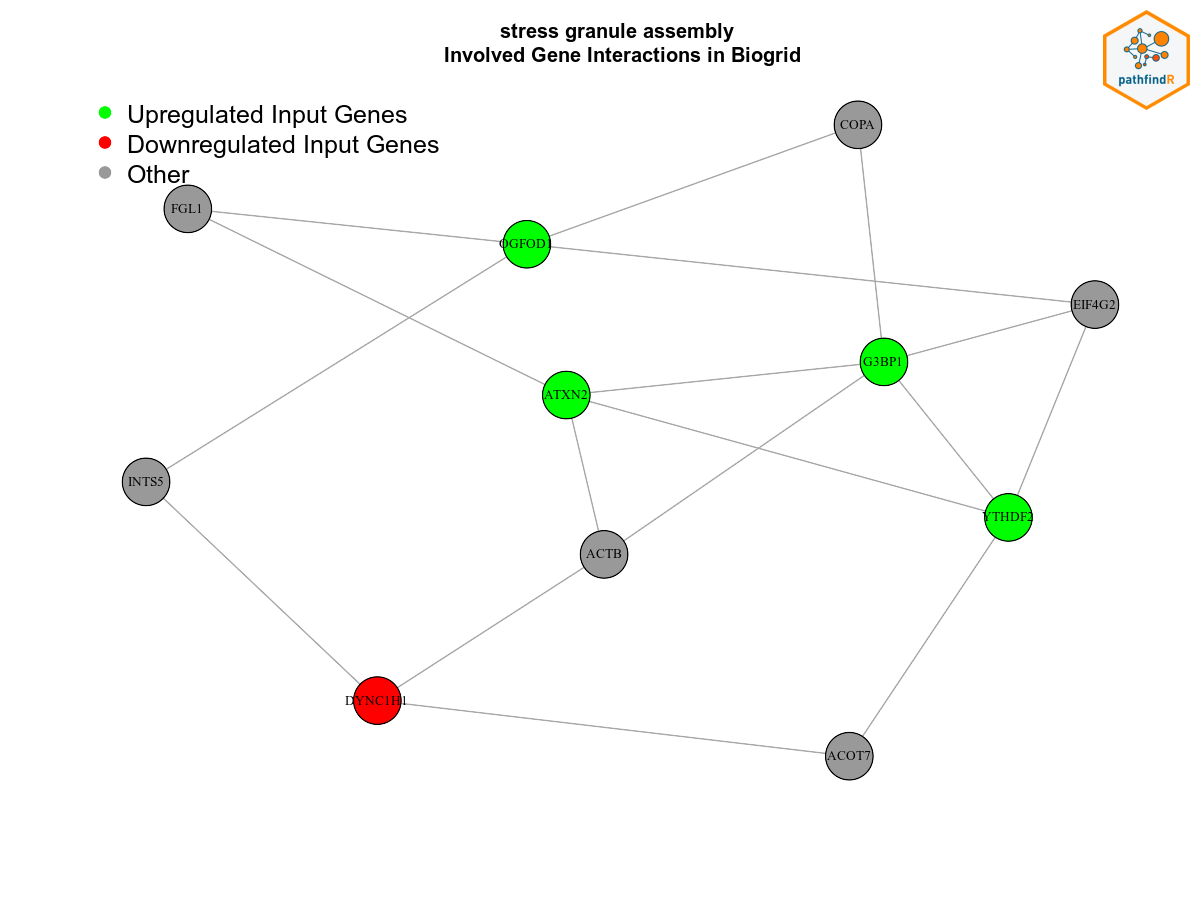 stress granule assembly
Involved Gene Interactions in Biogrid
pathfindR
Upregulated Input Genes
Downregulated Input Genes
Other
COPA
FGL1
OGFOD1
EIF4G2
G3BP1
ATXN2
INTS5
YTHDF2
ACTB
DYNC1H1
ACOT7